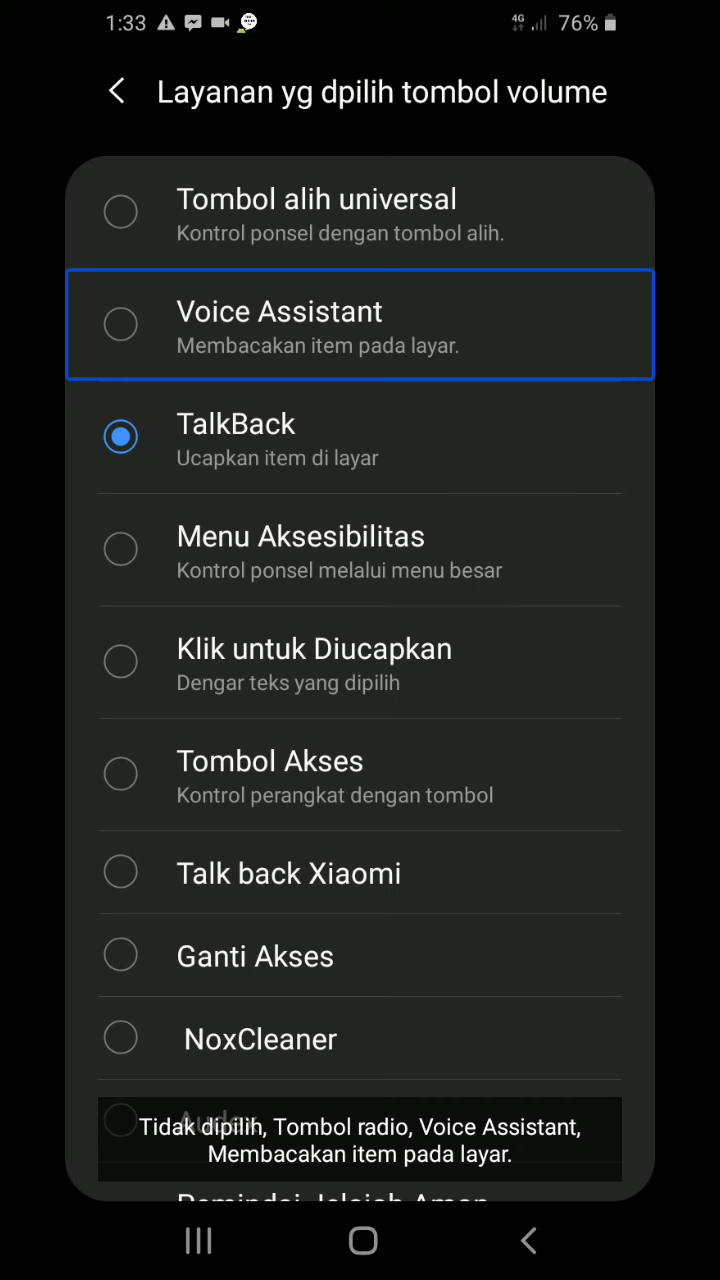 1:33
4G
76%
Layanan yg dpilih tombol volume
Tombol alih universal
Kontrol ponsel dengan tombol alih.
Voice Assistant
Membacakan item pada layar.
TalkBack
Ucapkan item di layar
Menu Aksesibilitas
Kontrol ponsel melalui menu besar
Klik untuk Diucapkan
Dengar teks yang dipilih
Tombol Akses
Kontrol perangkat dengan tombol
Talk back Xiaomi
Ganti Akses
NoxCleaner
Tidak dipilih, Tombol radio, Voice Assistant,
Membacakan item pada layar.